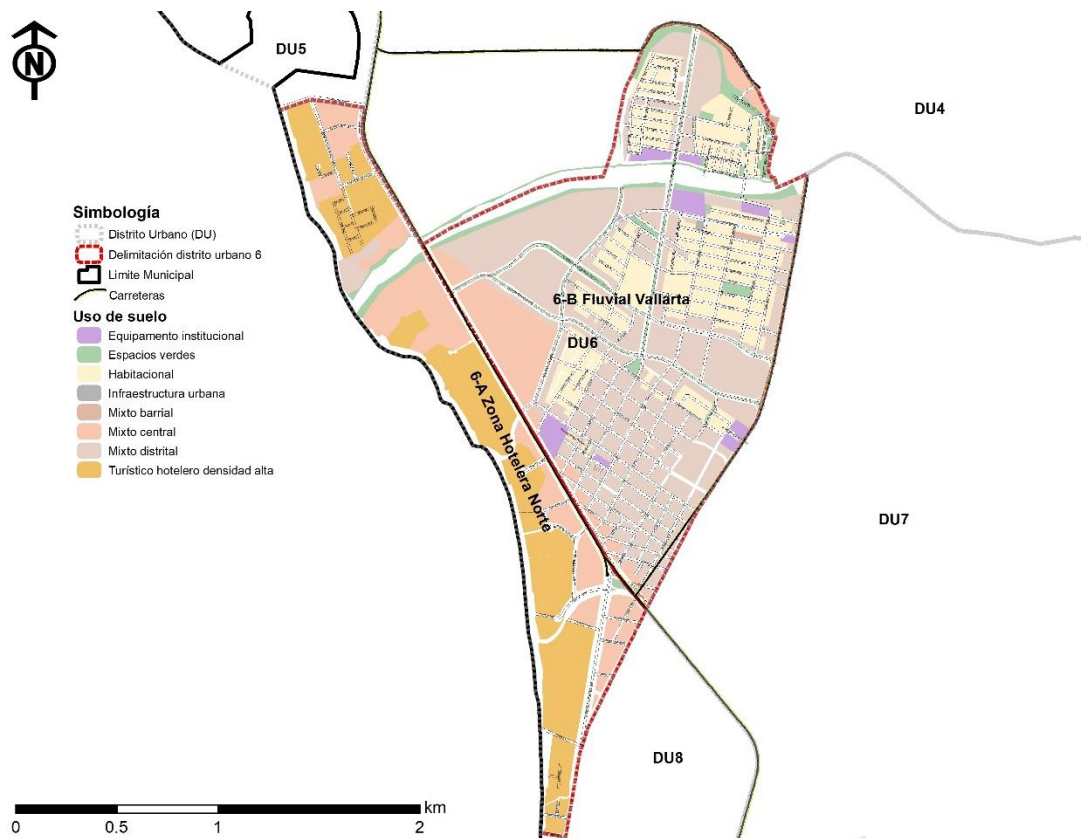 N
DU5
DU4
Simbología
Distrito Urbano (DU)
Delimitación distrito urbano 6
Limite Municipal
Carreteras
Uso de suelo
Equipamento institucional
Espacios verdes
Habitacional
Infraestructura urbana
Mixto barrial
Mixto central
Mixto distrital
Turístico hotelero densidad alta
6-B Fluvial Vallarta
DU6
6-A Zona Hotelera Norte
DU7
DU8
km
0 0.5 1 2